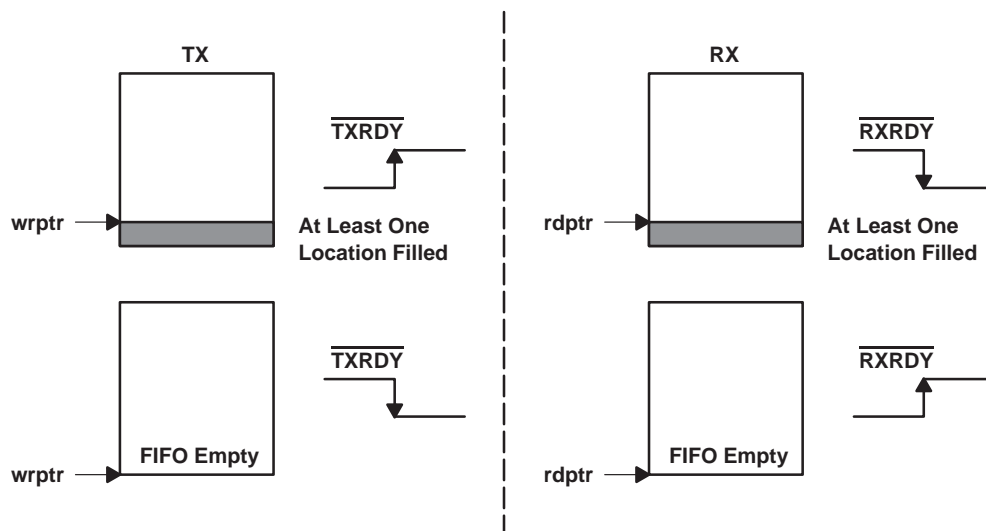 TX
TXRDY
wrptr
At Least One
Location Filled
TXRDY
wrptr
FIFO Empty
RX
RXRDY
rdptr
At Least One
Location Filled
RXRDY
rdptr
FIFO Empty